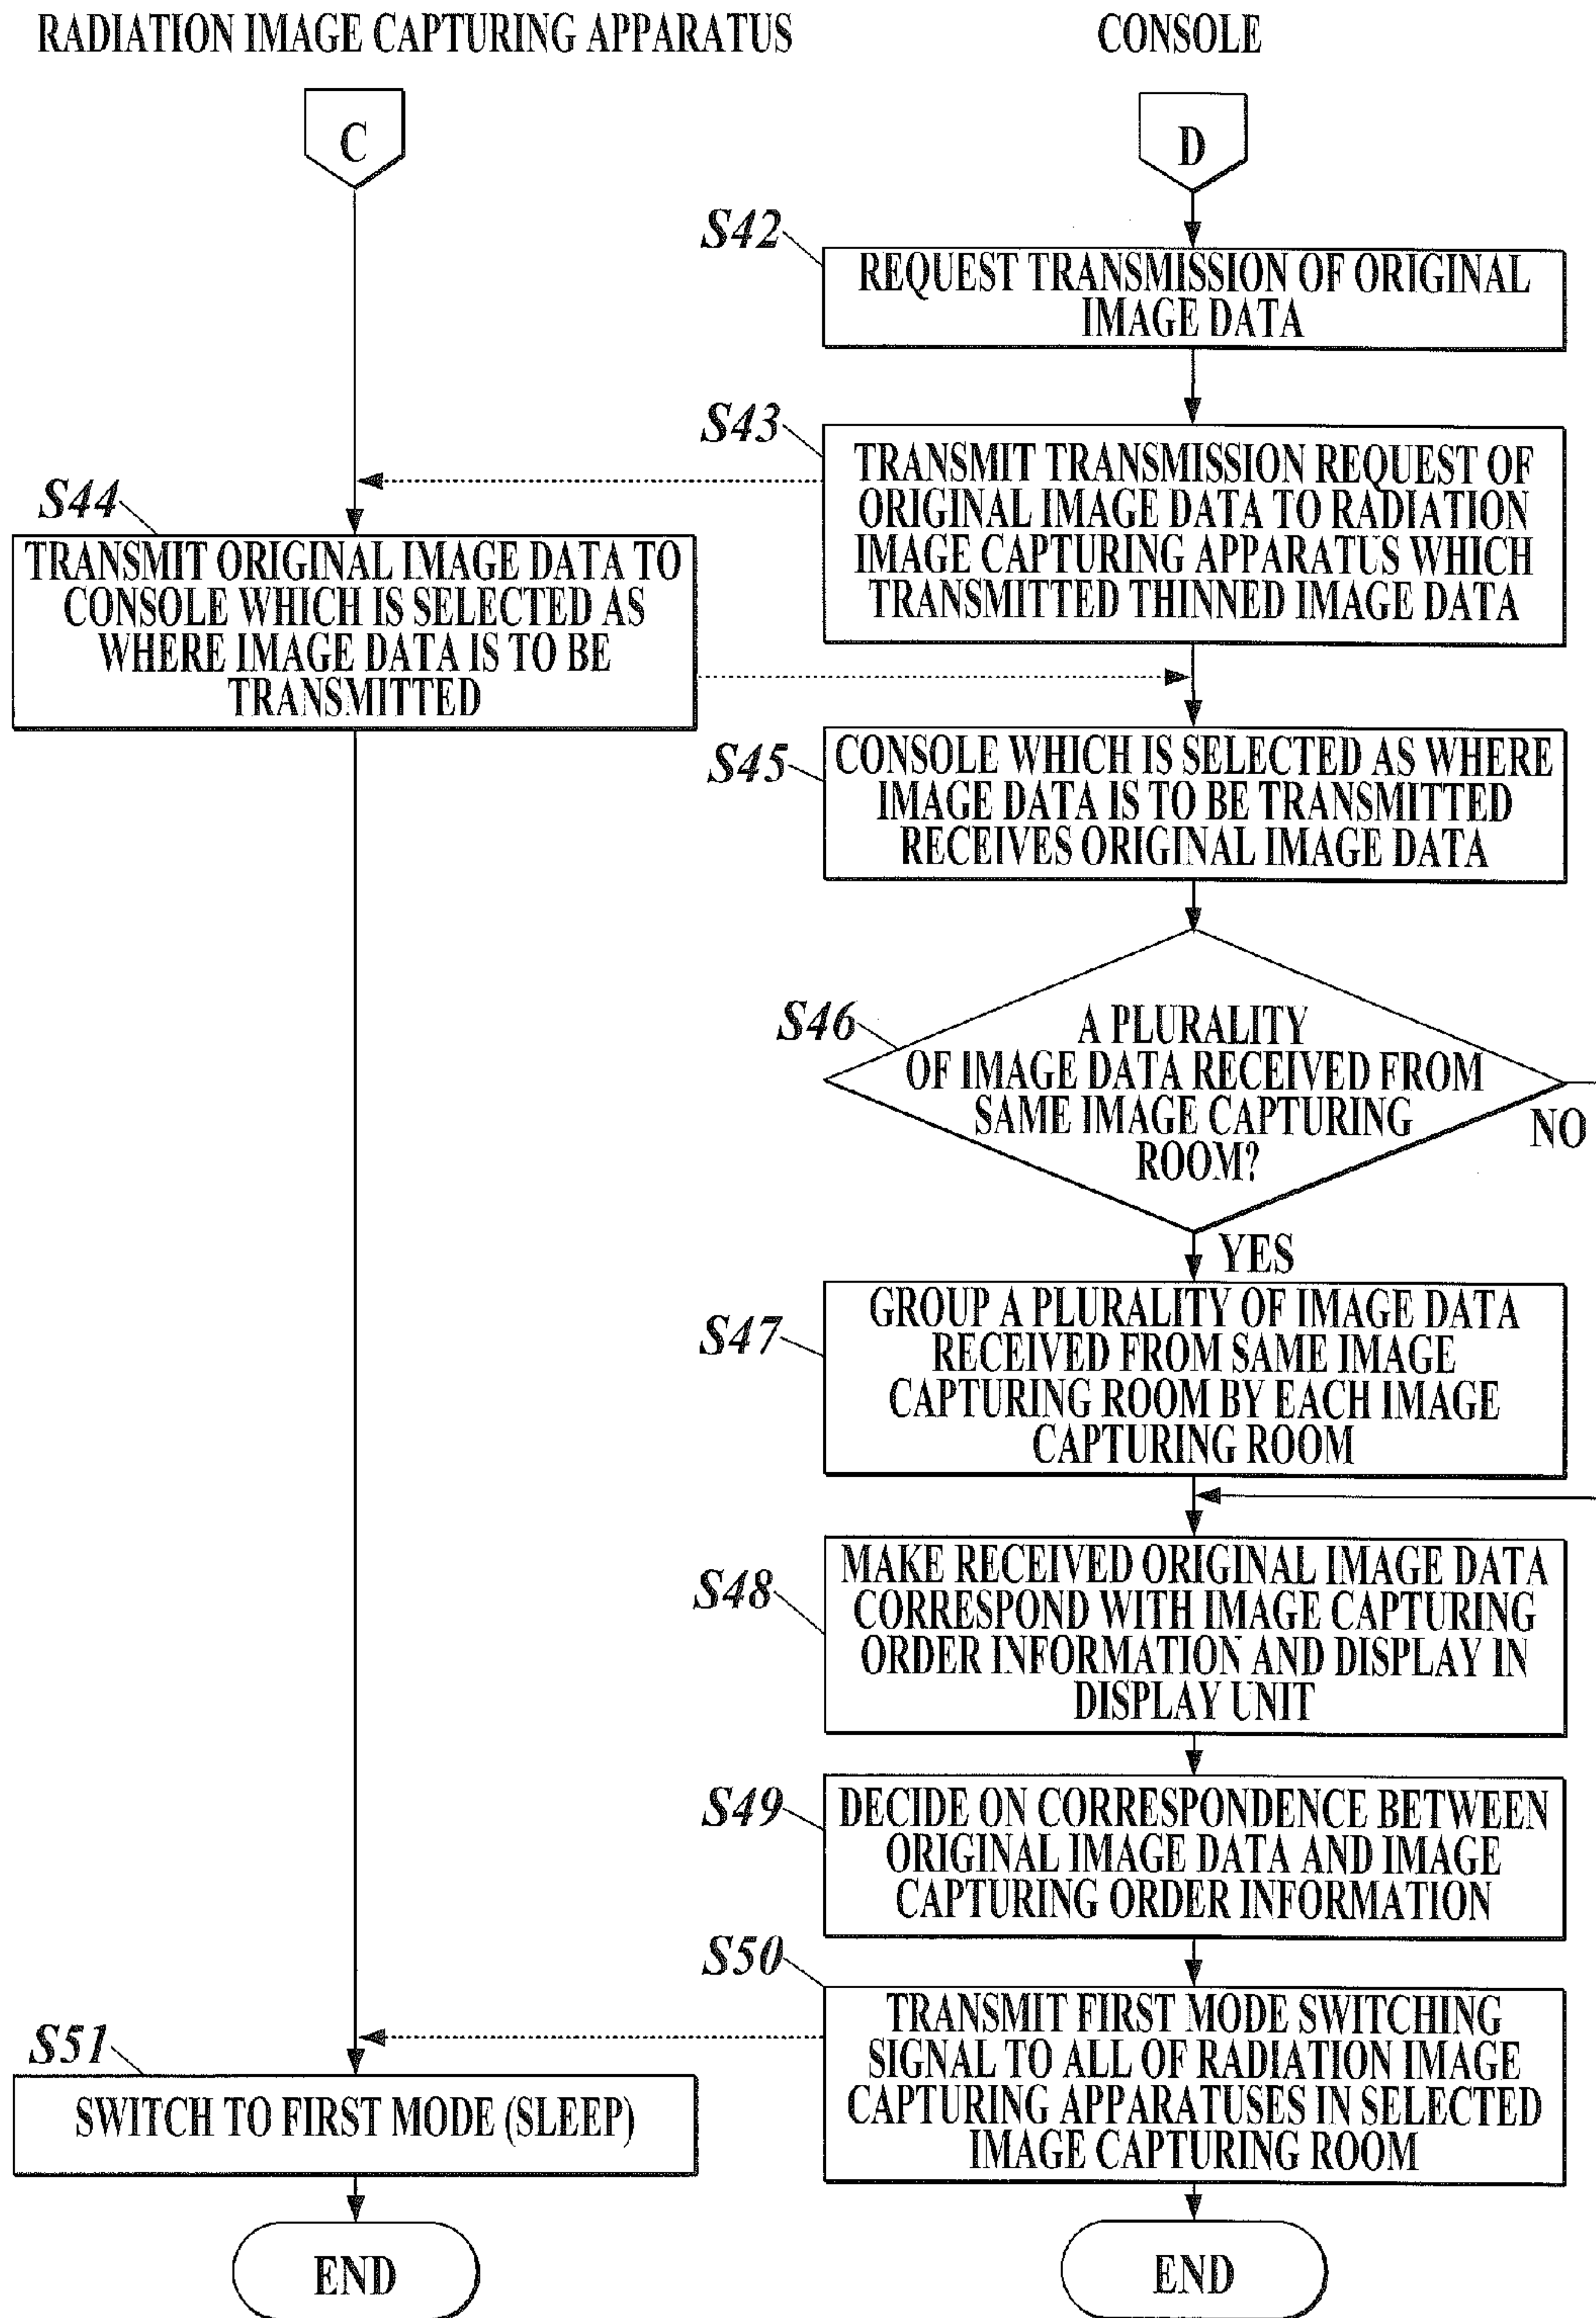 RADIATION IMAGE CAPTURING APPARATUS
CONSOLE
C
D
S42
REQUEST TRANSMISSION OF ORIGINAL
IMAGE DATA
S43
TRANSMIT TRANSMISSION REQUEST OF
ORIGINAL IMAGE DATA TO RADIATION
IMAGE CAPTURING APPARATUS WHICH
TRANSMITTED THINNED IMAGE DATA
S44
TRANSMIT ORIGINAL IMAGE DATA TO
CONSOLE WHICH IS SELECTED AS
WHERE IMAGE DATA IS TO BE
TRANSMITTED
S45
CONSOLE WHICH IS SELECTED AS WHERE
IMAGE DATA IS TO BE TRANSMITTED
RECEIVES ORIGINAL IMAGE DATA
S46
A PLURALITY
OF IMAGE DATA RECEIVED FROM
SAME IMAGE CAPTURING
ROOM?
NO
YES
S47
GROUP A PLURALITY OF IMAGE DATA
RECEIVED FROM SAME IMAGE
CAPTURING ROOM BY EACH IMAGE
CAPTURING ROOM
S48
MAKE RECEIVED ORIGINAL IMAGE DATA
CORRESPOND WITH IMAGE CAPTURING
ORDER INFORMATION AND DISPLAY IN
DISPLAY UNIT
S49
DECIDE ON CORRESPONDENCE BETWEEN
ORIGINAL IMAGE DATA AND IMAGE
CAPTURING ORDER INFORMATION
S50
TRANSMIT FIRST MODE SWITCHING
SIGNAL TO ALL OF RADIATION IMAGE
CAPTURING APPARATUSES IN SELECTED
IMAGE CAPTURING ROOM
S51
SWITCH TO FIRST MODE (SLEEP)
END
END